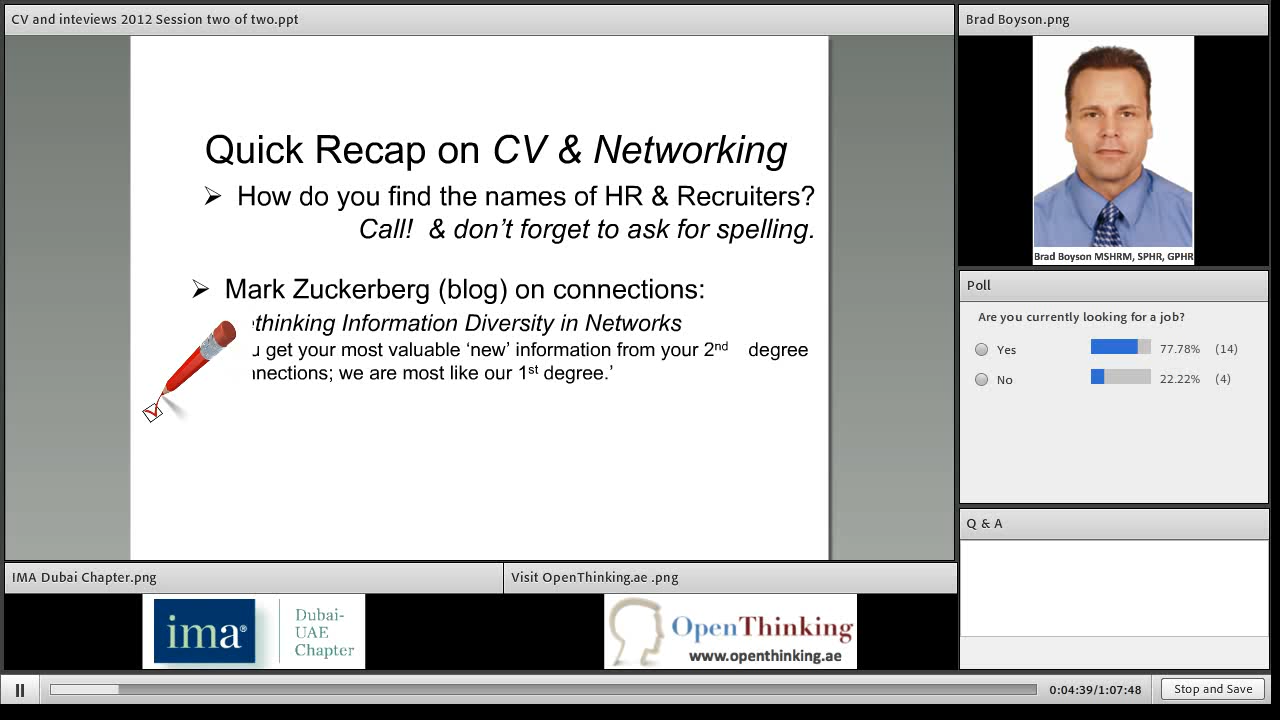 CV and inteviews 2012 Session two of two.ppt
Quick Recap on CV & Networking
How do you find the names of HR & Recruiters?
Call! & don't forget to ask for spelling.
Mark Zuckerberg (blog) on connections:
thinking Information Diversity in Networks
get your most valuable ‘new’ information from your 2nd degree
nnections; we are most like our 1st degree.’
Brad Boyson.png
Brad Boyson MSHRM, SPHR, GPHR
Poll
Are you currently looking for a job?
Yes 77.78% (14)
No 22.22% (4)
Q & A
IMA Dubai Chapter.png
ima®
Dubai-
UAE
Chapter
Visit OpenThinking.ae .png
OpenThinking
www.openthinking.ae
0:04:39/1:07:48
Stop and Save